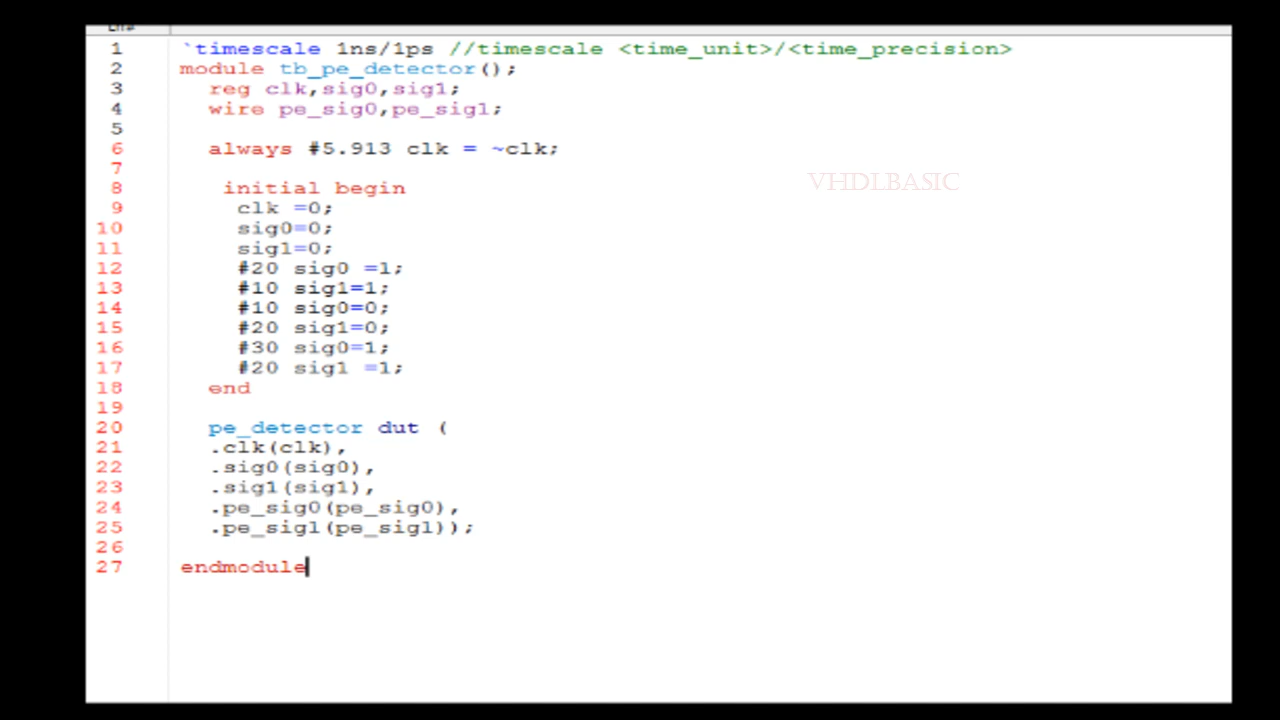 1 `timescale 1ns/1ps //timescale <time_unit>/<time_precision>
2 module tb_pe_detector();
3 reg clk,sig0,sig1;
4 wire pe_sig0,pe_sig1;
5
6 always #5.913 clk = ~clk;
7
VHDLBASIC
8 initial begin
9 clk =0;
10 sig0=0;
11 sig1=0;
12 #20 sig0 =1;
13 #10 sig1=1;
14 #10 sig0=0;
15 #20 sig1=0;
16 #30 sig0=1;
17 #20 sig1 =1;
18 end
19
20 pe_detector dut (
21 .clk(clk),
22 .sig0(sig0),
23 .sig1(sig1),
24 .pe_sig0(pe_sig0),
25 .pe_sig1(pe_sig1));
26
27 endmodule